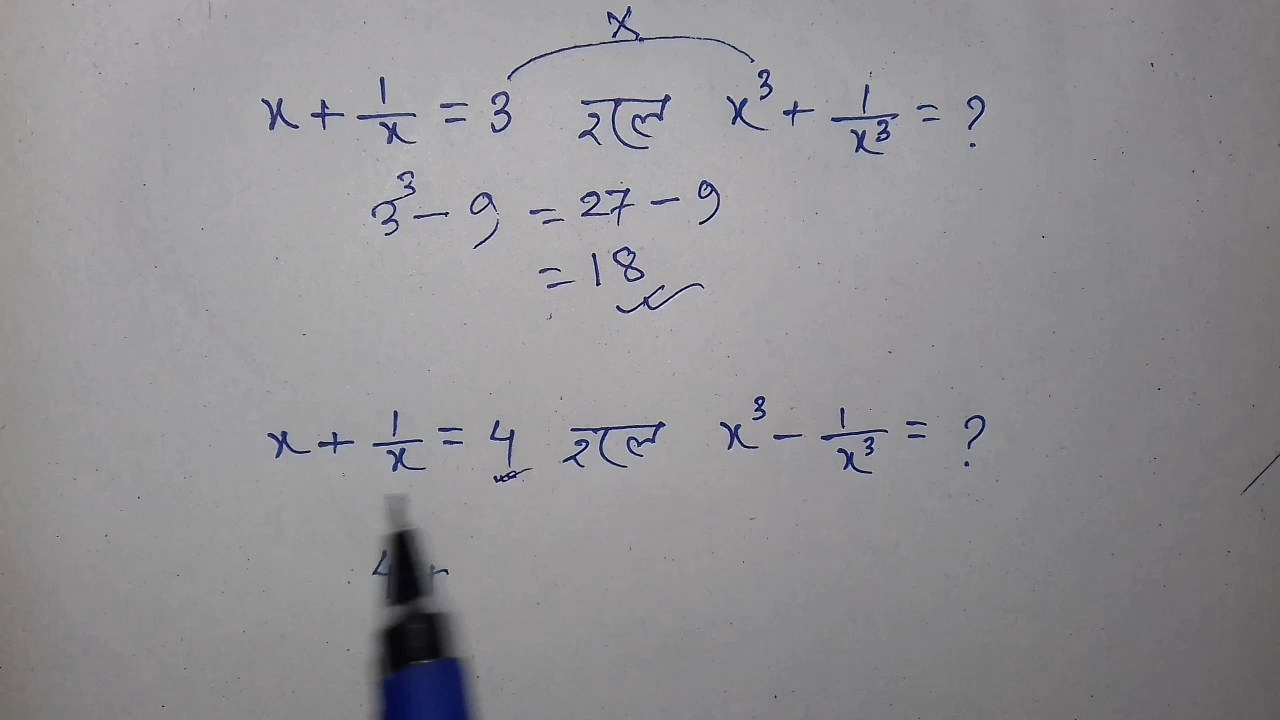 x
x + 1/x = 3 হলে x³ + 1/x³ = ?
3³ - 9 = 27 - 9
= 18
x + 1/x = 4 হলে x³ - 1/x³ = ?